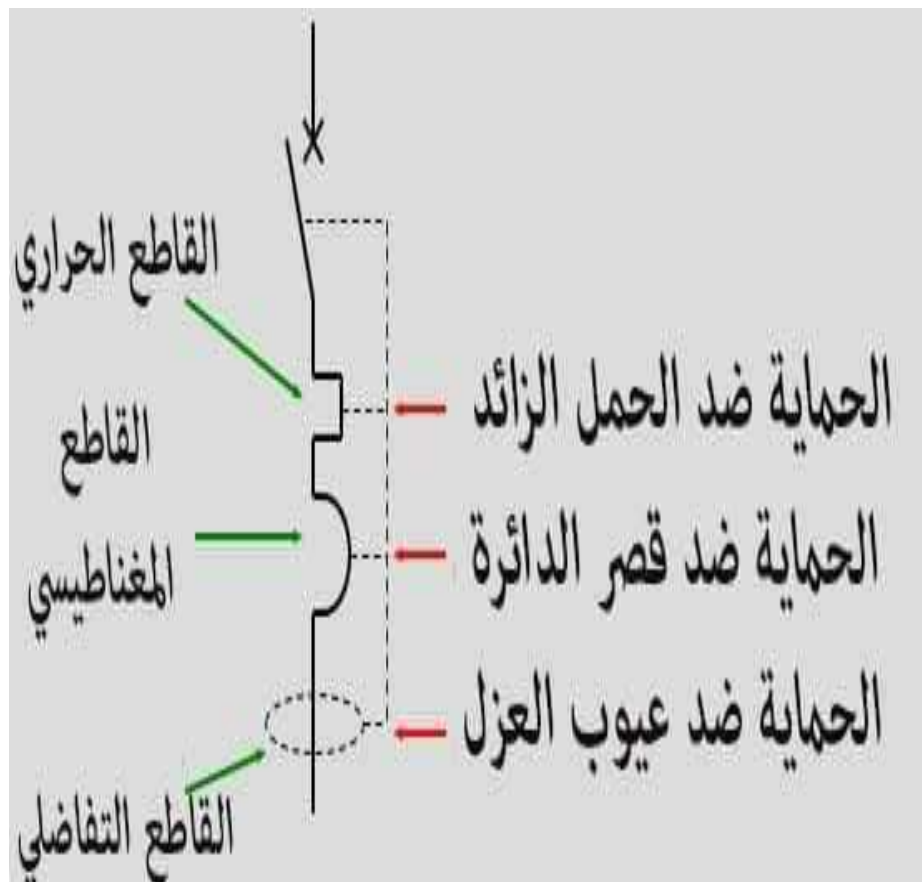 القاطع الحراري
الحماية ضد الحمل الزائد
القاطع
المغناطيسي
الحماية ضد قصر الدائرة
الحماية ضد عيوب العزل
القاطع التفاضلي